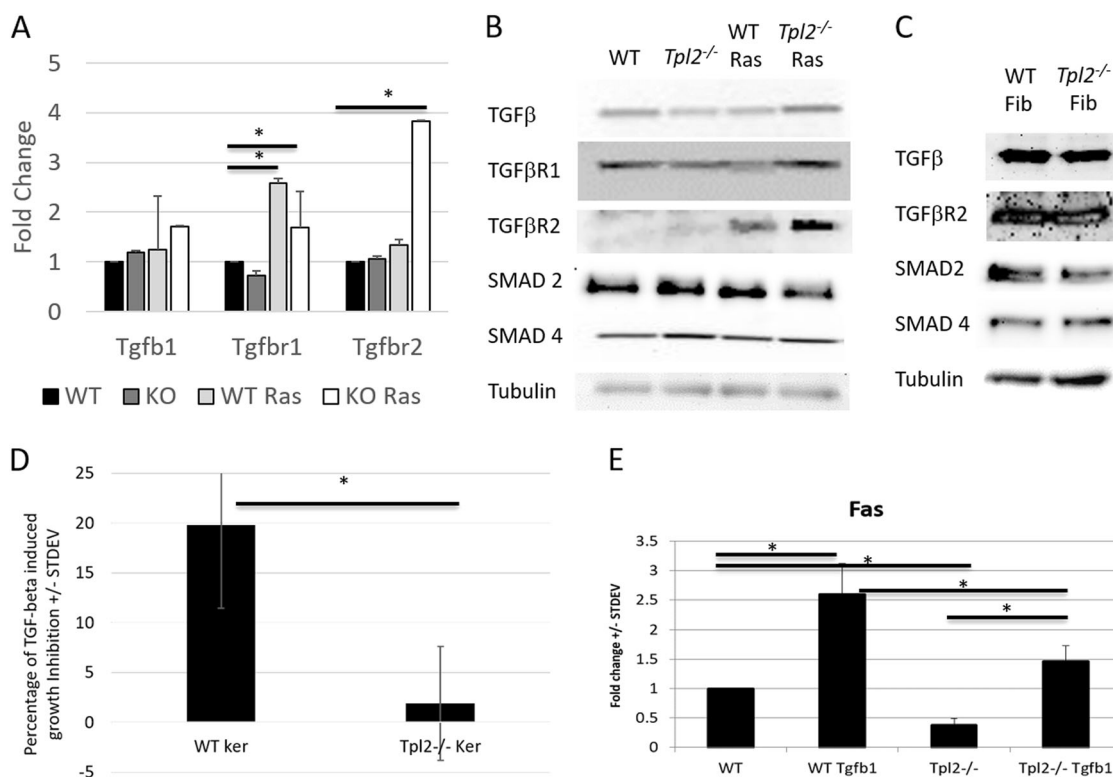 A
Fold Change
5
4
3
2
1
0
*
*
*
Tgfb1 Tgfbr1 Tgfbr2
WT KO WT Ras KO Ras
B
WT Tpl2-/- WT Ras Tpl2-/- Ras
TGFβ
TGFβR1
TGFβR2
SMAD 2
SMAD 4
Tubulin
C
WT Fib Tpl2-/- Fib
TGFβ
TGFβR2
SMAD2
SMAD 4
Tubulin
D
Percentage of TGF-beta induced
growth Inhibition +/- STDEV
25
20
15
10
5
0
-5
*
WT ker Tpl2-/- Ker
E
Fas
Fold change +/- STDEV
3.5
3
2.5
2
1.5
1
0.5
0
*
*
*
*
WT WT Tgfb1 Tpl2-/- Tpl2-/- Tgfb1